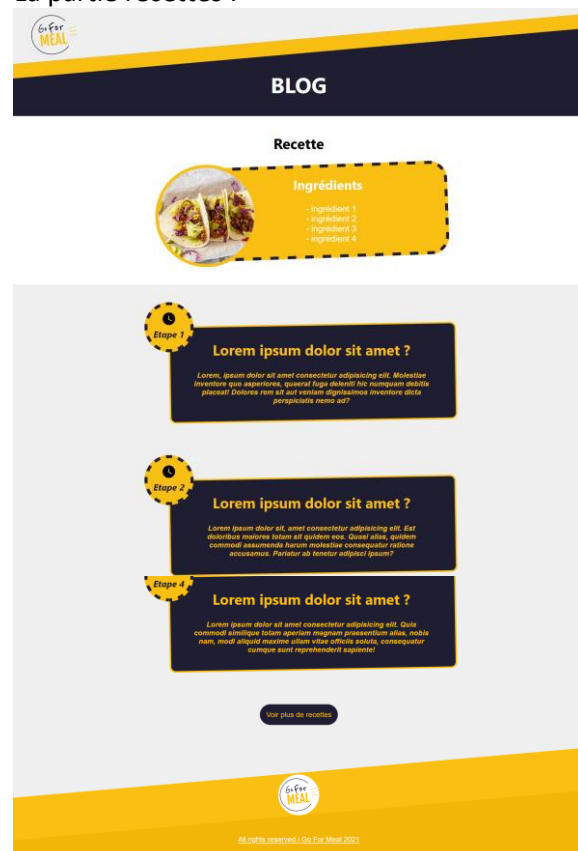 La partie recettes :
Go For
MEAL
BLOG
Recette
Ingrédients
- ingrédient 1
- ingrédient 2
- ingrédient 3
- ingrédient 4
Etape 1
Lorem ipsum dolor sit amet ?
Lorem, ipsum dolor sit amet consectetur adipisicing elit. Molestiae
inventore quo asperiores, quaerat fuga deleniti hic numquam debitis
placeat! Dolores rem sit aut veniam dignissimos inventore dicta
perspiciatis nemo ad?
Etape 2
Lorem ipsum dolor sit amet ?
Lorem ipsum dolor sit, amet consectetur adipisicing elit. Est
doloribus maiores totam sit quidem eos. Quasi alias, quidem
commodi assumenda harum molestiae consequatur ratione
accusamus. Pariatur ab tenetur adipisci ipsum?
Etape 4
Lorem ipsum dolor sit amet ?
Lorem ipsum dolor sit amet consectetur adipisicing elit. Quia
commodi similique totam aperiam magnam praesentium alias, nobis
nam, modi aliquid maxime ullam vitae officiis soluta, consequatur
cumque sunt reprehenderit sapiente!
Voir plus de recettes
Go For
MEAL
All rights reserved | Go For Meal 2021